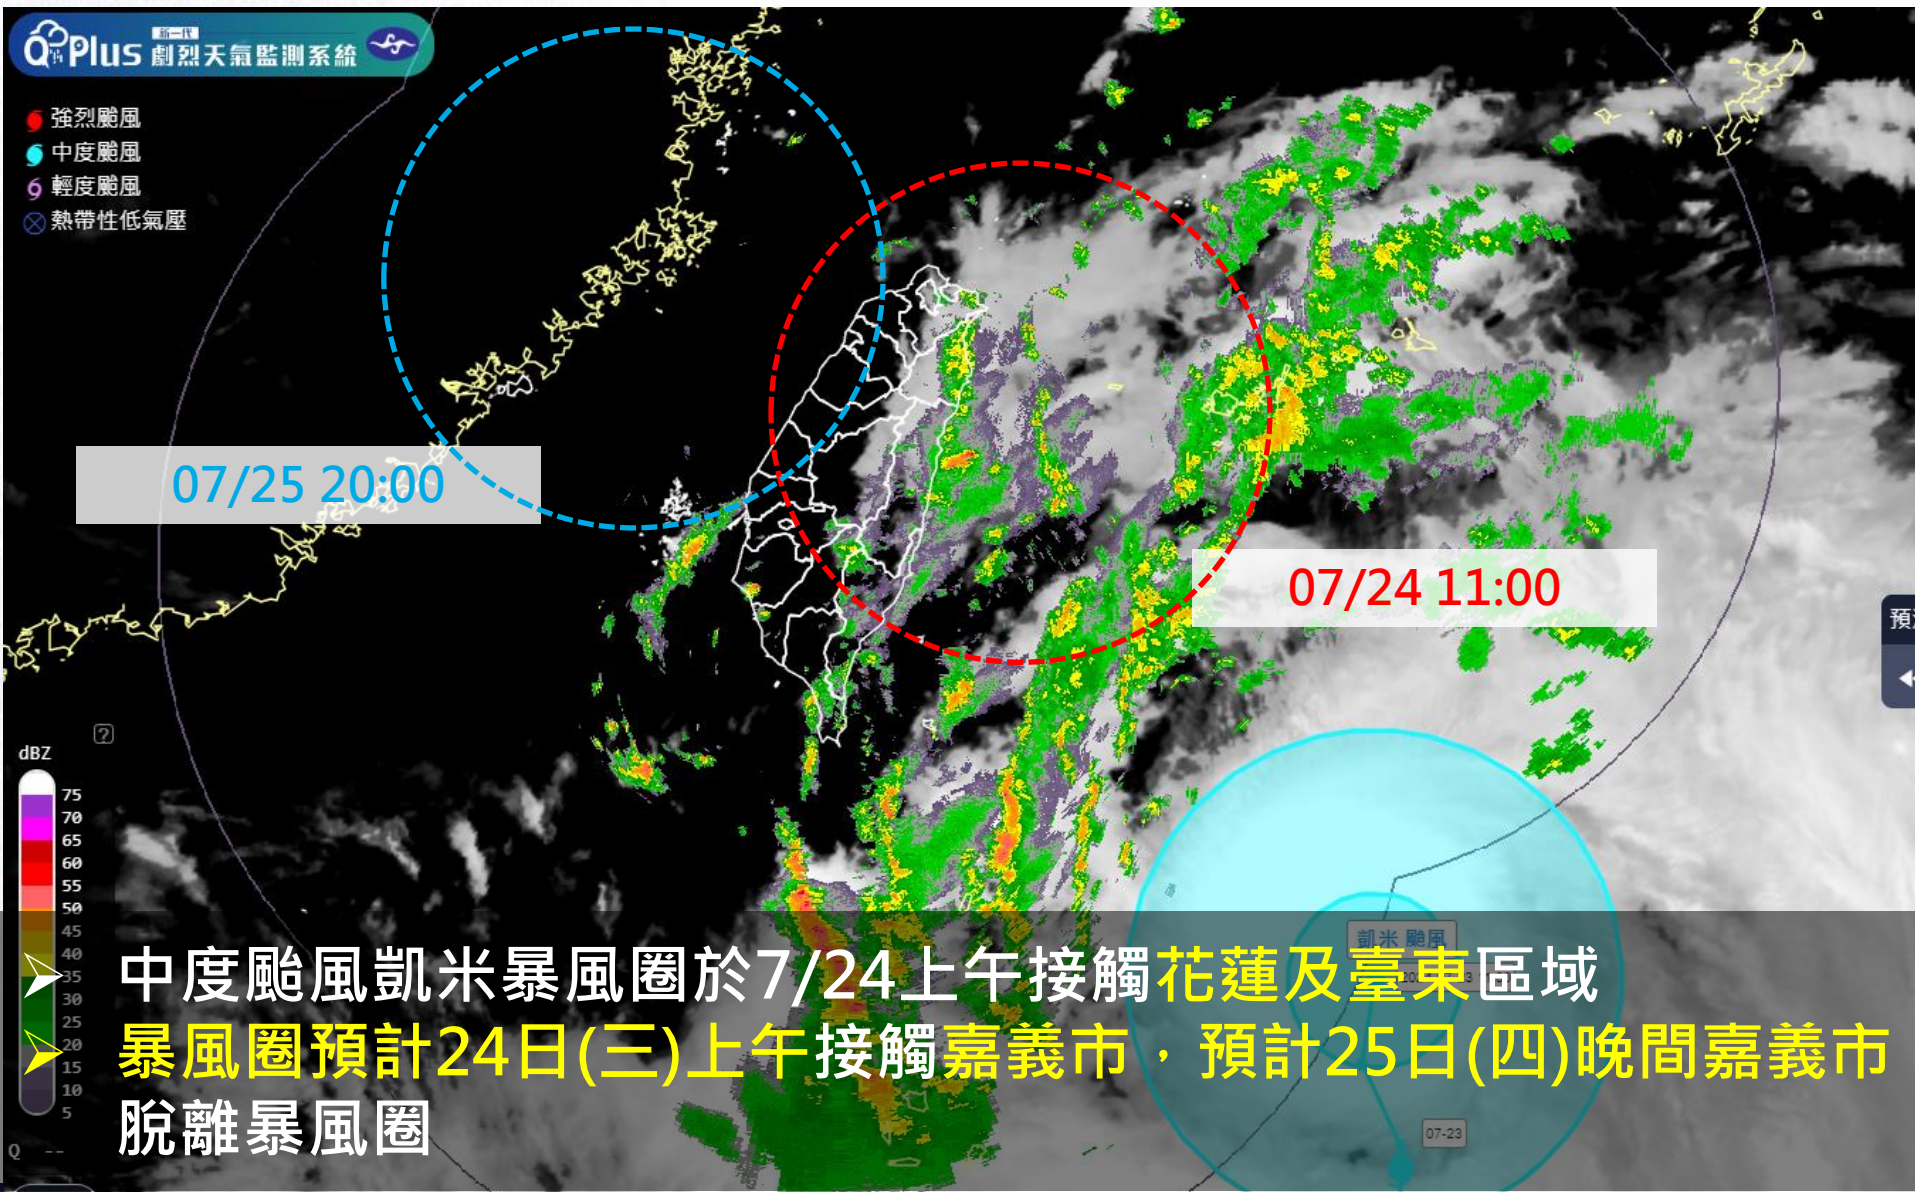 QPlus 新一代 劇烈天氣監測系統
強烈颱風
中度颱風
輕度颱風
熱帶性低氣壓
07/25 20:00
07/24 11:00
?
dBZ
75
70
65
60
55
50
45
40
35
30
25
20
15
10
5
Q --
凱米 颱風
07-23
中度颱風凱米暴風圈於7/24上午接觸花蓮及臺東區域
暴風圈預計24日(三)上午接觸嘉義市，預計25日(四)晚間嘉義市
脫離暴風圈